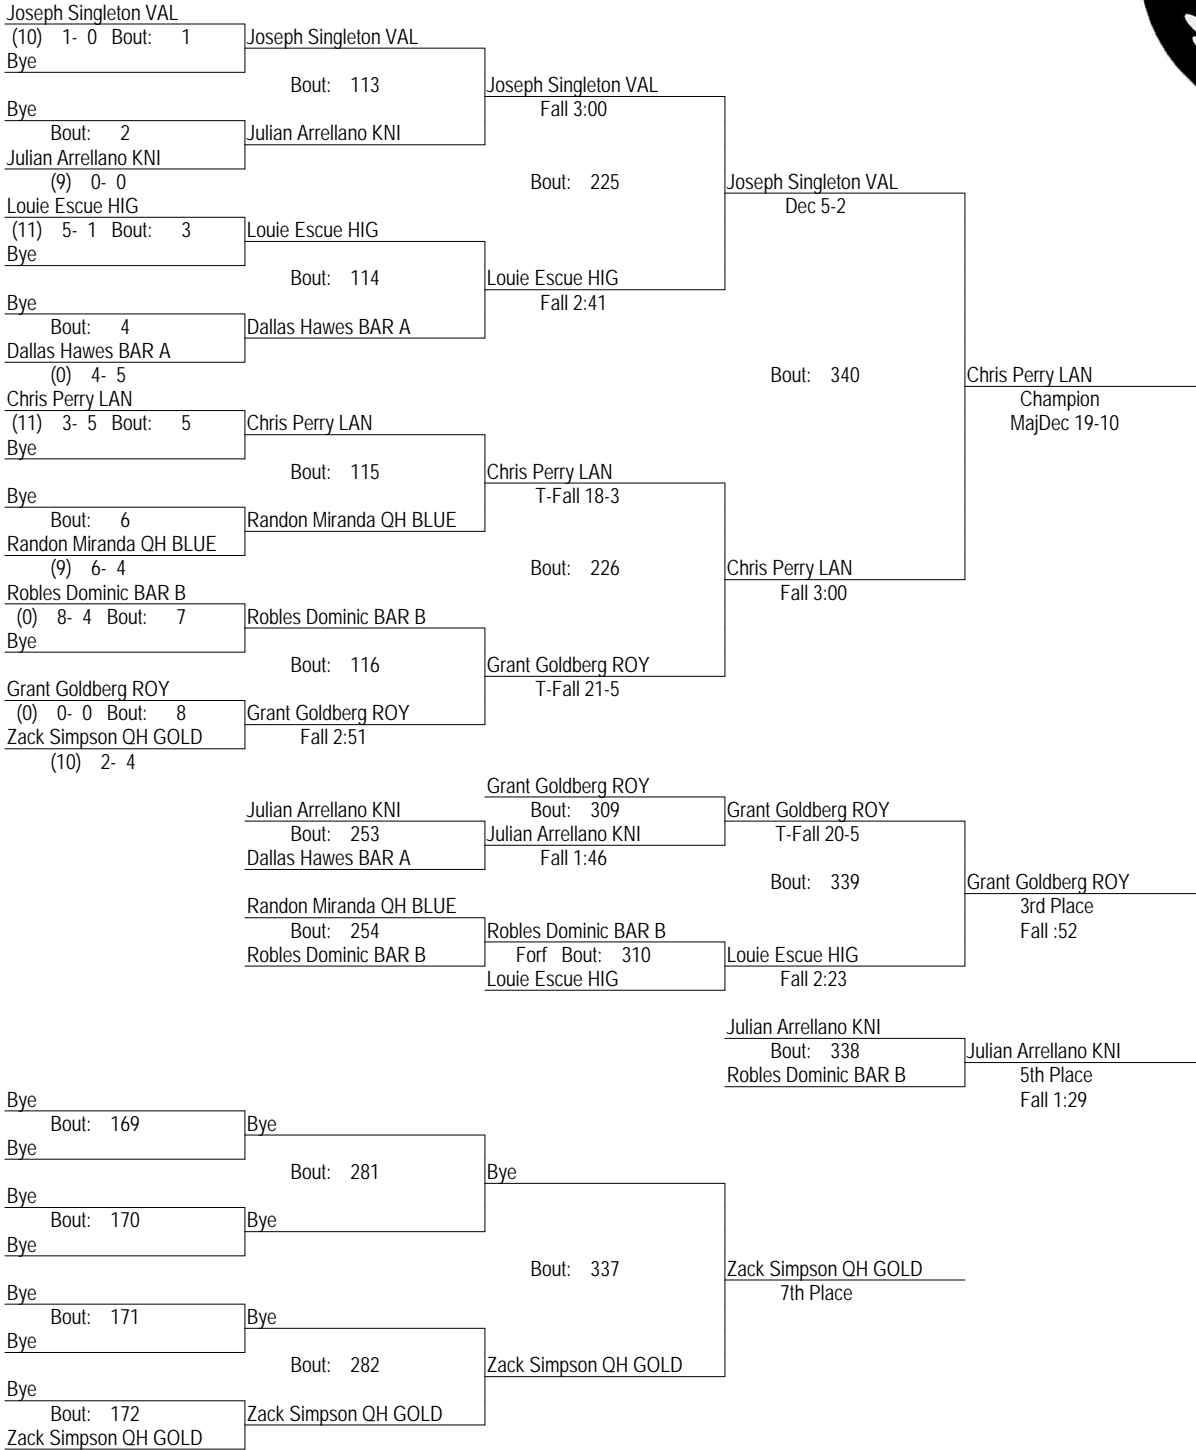 Joseph Singleton VAL
(10) 1- 0 Bout: 1 Joseph Singleton VAL
Bye
Bout: 113 Joseph Singleton VAL
Bye Fall 3:00
Bout: 2 Julian Arrellano KNI
Julian Arrellano KNI
(9) 0- 0 Bout: 225 Joseph Singleton VAL
Louie Escue HIG Dec 5-2
(11) 5- 1 Bout: 3 Louie Escue HIG
Bye
Bout: 114 Louie Escue HIG
Bye Fall 2:41
Bout: 4 Dallas Hawes BAR A
Dallas Hawes BAR A
(0) 4- 5 Bout: 340 Chris Perry LAN
Chris Perry LAN Champion
(11) 3- 5 Bout: 5 Chris Perry LAN MajDec 19-10
Bye
Bout: 115 Chris Perry LAN
Bye T-Fall 18-3
Bout: 6 Randon Miranda QH BLUE
Randon Miranda QH BLUE
(9) 6- 4 Bout: 226 Chris Perry LAN
Robles Dominic BAR B Fall 3:00
(0) 8- 4 Bout: 7 Robles Dominic BAR B
Bye
Bout: 116 Grant Goldberg ROY
Grant Goldberg ROY T-Fall 21-5
(0) 0- 0 Bout: 8 Grant Goldberg ROY
Zack Simpson QH GOLD Fall 2:51
(10) 2- 4
Grant Goldberg ROY
Julian Arrellano KNI Bout: 309 Grant Goldberg ROY
Bout: 253 Julian Arrellano KNI T-Fall 20-5
Dallas Hawes BAR A Fall 1:46
Bout: 339 Grant Goldberg ROY
Randon Miranda QH BLUE 3rd Place
Bout: 254 Robles Dominic BAR B Fall :52
Robles Dominic BAR B Forf Bout: 310 Louie Escue HIG
Louie Escue HIG Fall 2:23
Julian Arrellano KNI
Bout: 338 Julian Arrellano KNI
Robles Dominic BAR B 5th Place
Bye Fall 1:29
Bout: 169 Bye
Bye
Bout: 281 Bye
Bye
Bout: 170 Bye
Bye
Bout: 337 Zack Simpson QH GOLD
Bye 7th Place
Bout: 171 Bye
Bye
Bout: 282 Zack Simpson QH GOLD
Bye
Bout: 172 Zack Simpson QH GOLD
Zack Simpson QH GOLD